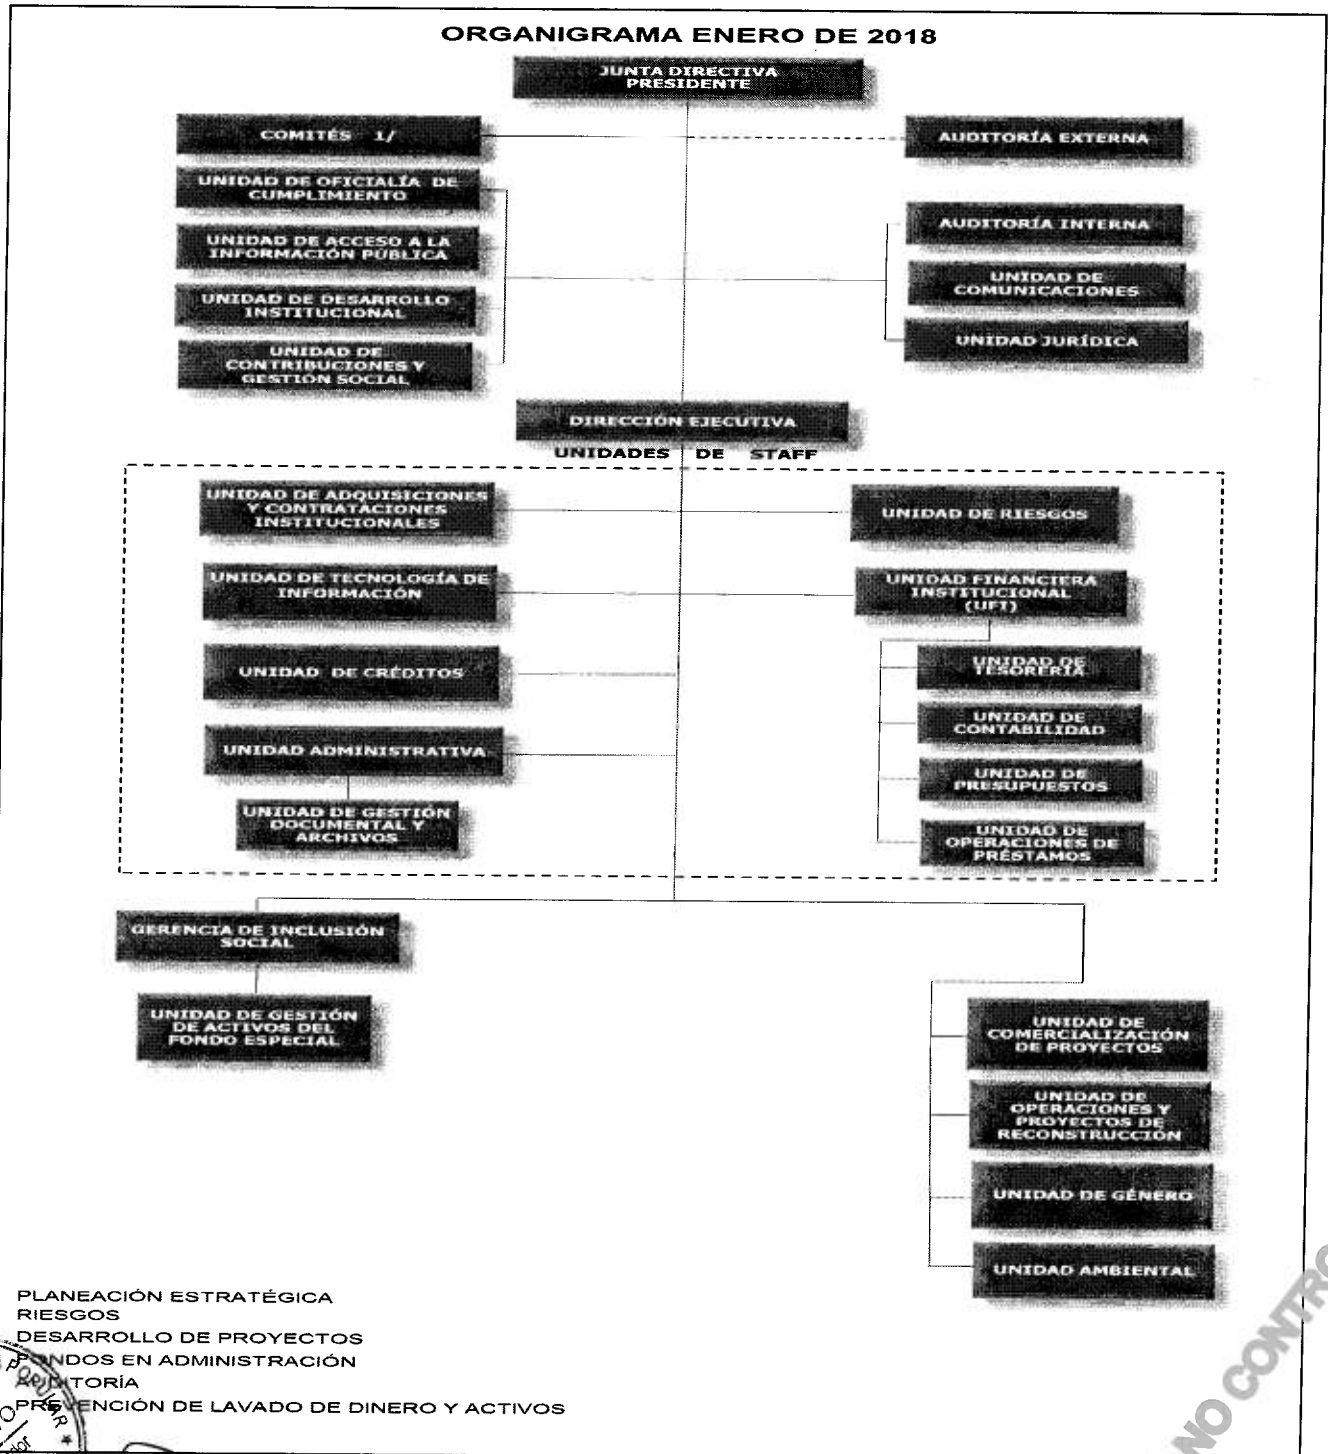 ORGANIGRAMA ENERO DE 2018
JUNTA DIRECTIVA
PRESIDENTE
COMITÉS 1/
AUDITORÍA EXTERNA
UNIDAD DE OFICIALÍA DE
CUMPLIMIENTO
UNIDAD DE ACCESO A LA
INFORMACIÓN PÚBLICA
UNIDAD DE DESARROLLO
INSTITUCIONAL
UNIDAD DE
CONTRIBUCIONES Y
GESTIÓN SOCIAL
AUDITORÍA INTERNA
UNIDAD DE
COMUNICACIONES
UNIDAD JURÍDICA
DIRECCIÓN EJECUTIVA
UNIDADES DE STAFF
UNIDAD DE ADQUISICIONES
Y CONTRATACIONES
INSTITUCIONALES
UNIDAD DE RIESGOS
UNIDAD DE TECNOLOGÍA DE
INFORMACIÓN
UNIDAD FINANCIERA
INSTITUCIONAL
(UFI)
UNIDAD DE CRÉDITOS
UNIDAD DE
TESORERÍA
UNIDAD DE
CONTABILIDAD
UNIDAD ADMINISTRATIVA
UNIDAD DE
PRESUPUESTOS
UNIDAD DE GESTIÓN
DOCUMENTAL Y
ARCHIVOS
UNIDAD DE
OPERACIONES DE
PRÉSTAMOS
GERENCIA DE INCLUSIÓN
SOCIAL
UNIDAD DE GESTIÓN
DE ACTIVOS DEL
FONDO ESPECIAL
UNIDAD DE
COMERCIALIZACIÓN
DE PROYECTOS
UNIDAD DE
OPERACIONES Y
PROYECTOS DE
RECONSTRUCCIÓN
UNIDAD DE GÉNERO
UNIDAD AMBIENTAL
PLANEACIÓN ESTRATÉGICA
RIESGOS
DESARROLLO DE PROYECTOS
FONDOS EN ADMINISTRACIÓN
AUDITORÍA
PREVENCIÓN DE LAVADO DE DINERO Y ACTIVOS
POPULAR
NO CONTRO